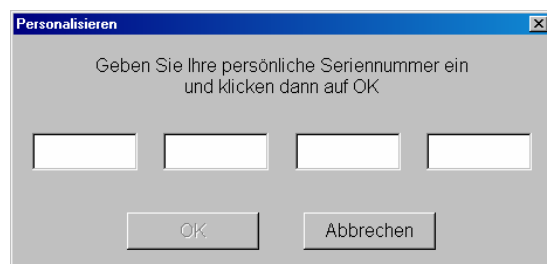 Personalisieren
Geben Sie Ihre persönliche Seriennummer ein
und klicken dann auf OK
OK
Abbrechen